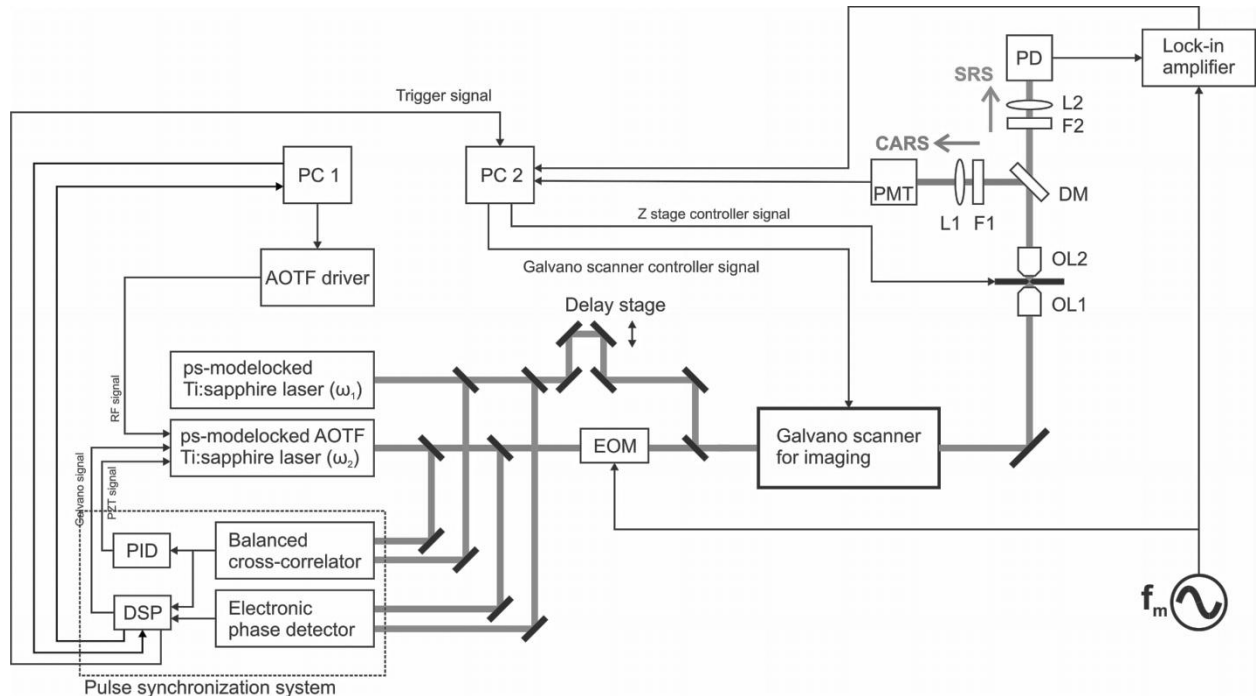 PD
Lock-in
amplifier
SRS
L2
F2
Trigger signal
CARS
PC 1
PC 2
PMT
DM
L1
F1
Z stage controller signal
OL2
AOTF driver
Galvano scanner controller signal
OL1
Delay stage
RF signal
ps-modelocked
Ti:sapphire laser (ω₁)
ps-modelocked AOTF
Ti:sapphire laser (ω₂)
EOM
Galvano scanner
for imaging
Galvano signal
PZT signal
PID
Balanced
cross-correlator
DSP
Electronic
phase detector
fₘ
Pulse synchronization system